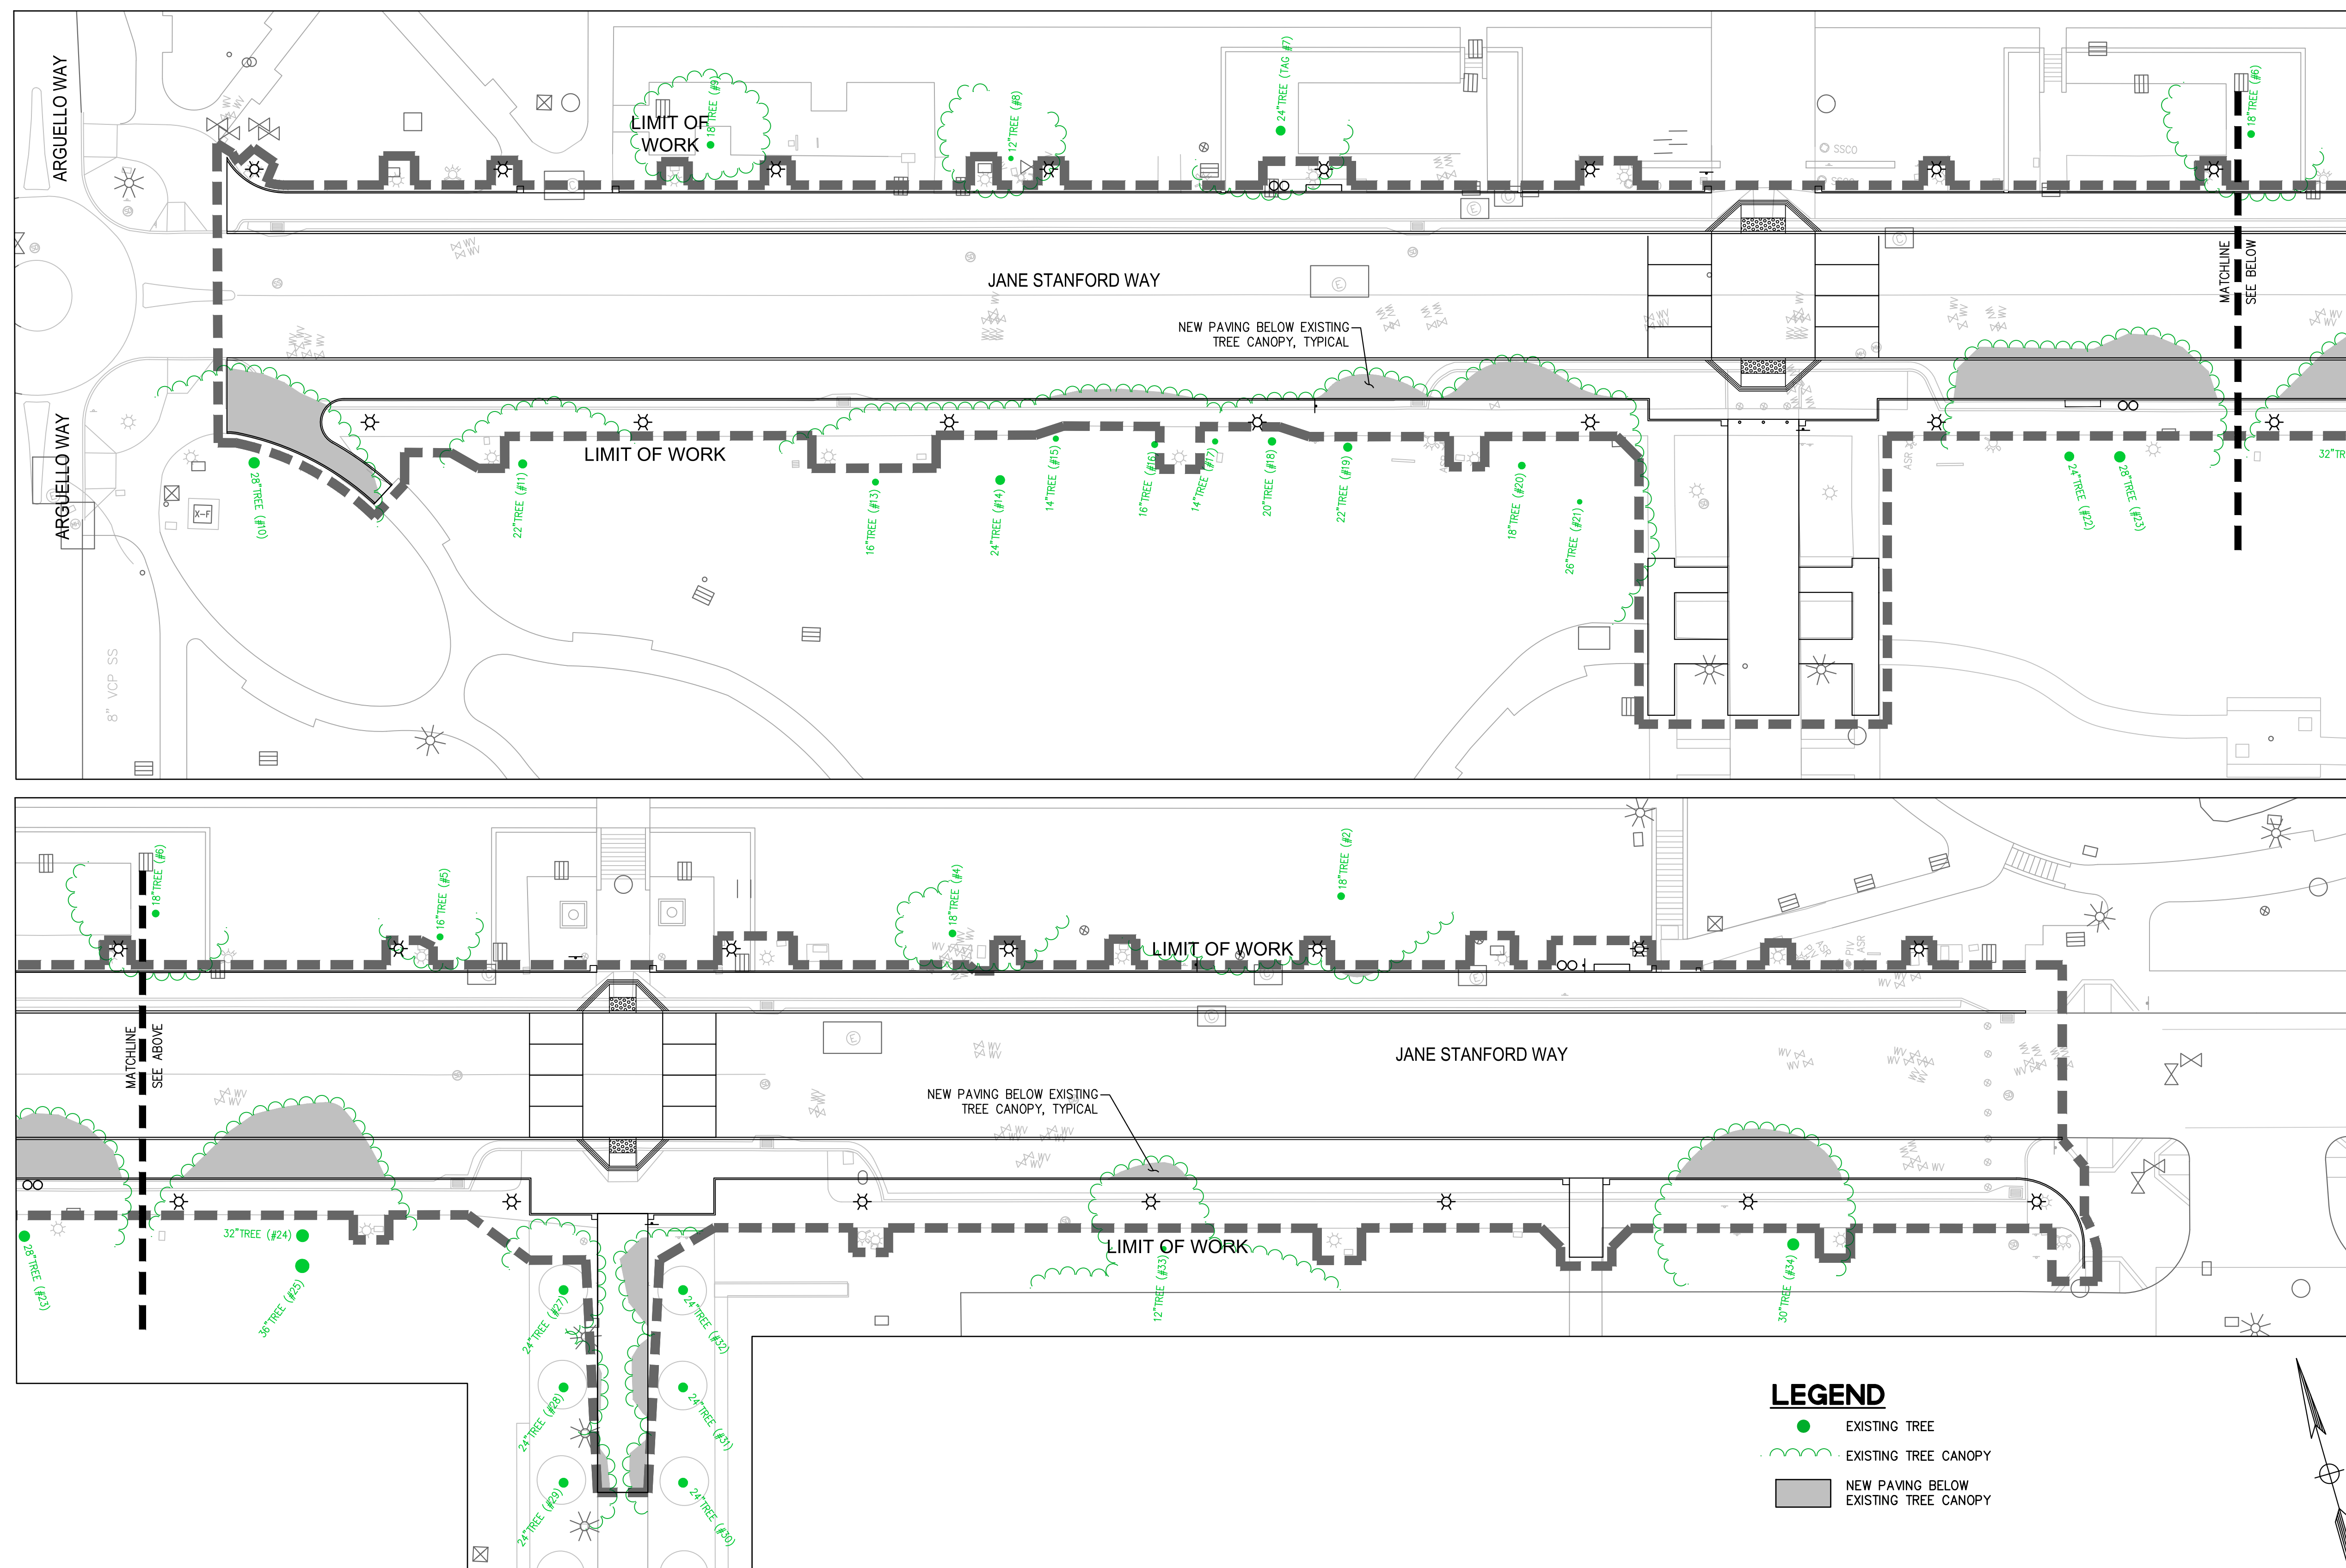 ARGUELLO WAY
LIMIT OF
WORK
18"TREE (#9)
12"TREE (#8)
24"TREE (TAG #7)
18"TREE (#6)
SSCO
JANE STANFORD WAY
MATCHLINE
SEE BELOW
NEW PAVING BELOW EXISTING
TREE CANOPY, TYPICAL
ARGUELLO WAY
LIMIT OF WORK
28"TREE (#10)
X-F
22"TREE (#11)
16"TREE (#13)
24"TREE (#14)
14"TREE (#15)
16"TREE (#16)
14"TREE (#17)
20"TREE (#18)
22"TREE (#19)
18"TREE (#20)
26"TREE (#21)
24"TREE (#22)
28"TREE (#23)
32"TR
8" VCP SS
18"TREE (#6)
16"TREE (#5)
18"TREE (#4)
18"TREE (#2)
LIMIT OF WORK
MATCHLINE
SEE ABOVE
JANE STANFORD WAY
NEW PAVING BELOW EXISTING
TREE CANOPY, TYPICAL
28"TREE (#23)
32"TREE (#24)
36"TREE (#25)
LIMIT OF WORK
24"TREE (#27)
24"TREE (#32)
12"TREE (#33)
30"TREE (#34)
24"TREE (#28)
24"TREE (#31)
24"TREE (#29)
24"TREE (#30)
LEGEND
EXISTING TREE
EXISTING TREE CANOPY
NEW PAVING BELOW
EXISTING TREE CANOPY